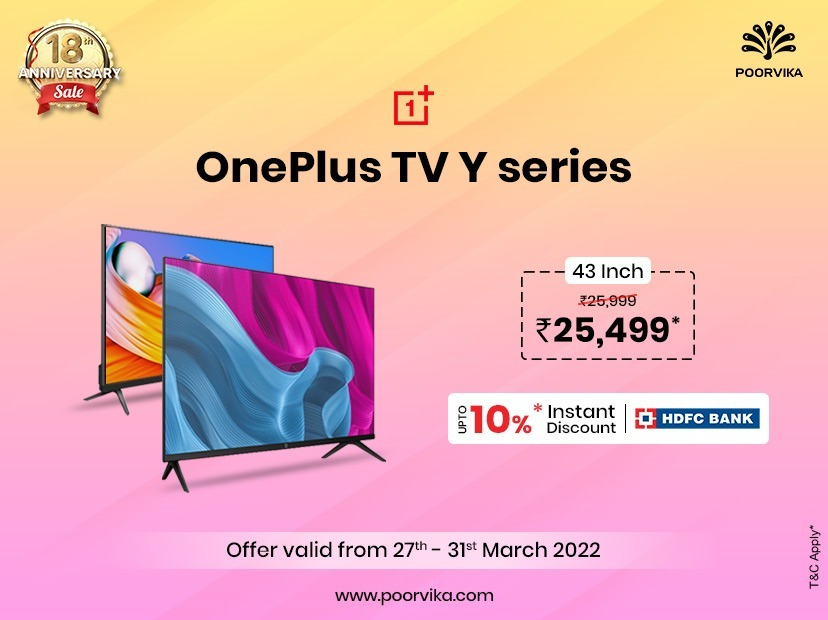 18th
ANNIVERSARY
Sale
POORVIKA
1+
OnePlus TV Y series
43 Inch
₹25,999
₹25,499*
UPTO 10%* Instant Discount
HDFC BANK
Offer valid from 27th - 31st March 2022
www.poorvika.com
T&C Apply*